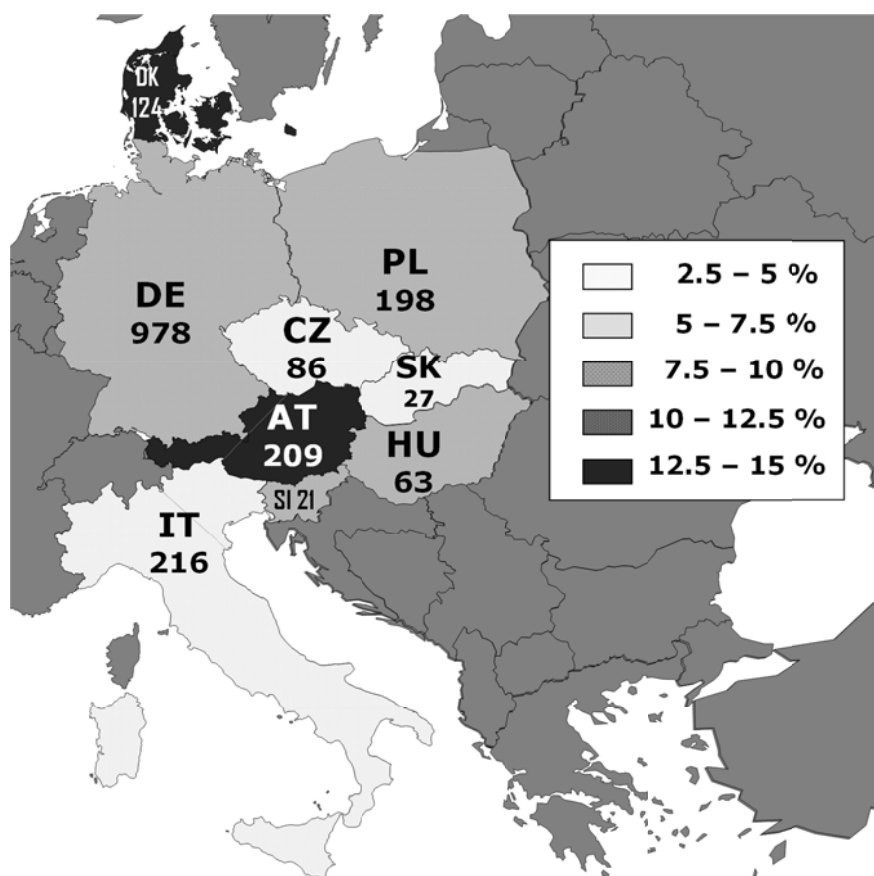 DK
124
PL
198
DE
978
CZ
86
SK
27
AT
209
HU
63
SI 21
IT
216
2.5 – 5 %
5 – 7.5 %
7.5 – 10 %
10 – 12.5 %
12.5 – 15 %